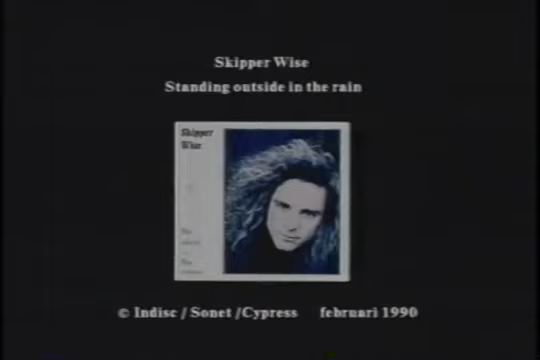 Skipper Wise
Standing outside in the rain
Skipper
Wise
© Indisc / Sonet /Cypress februari 1990